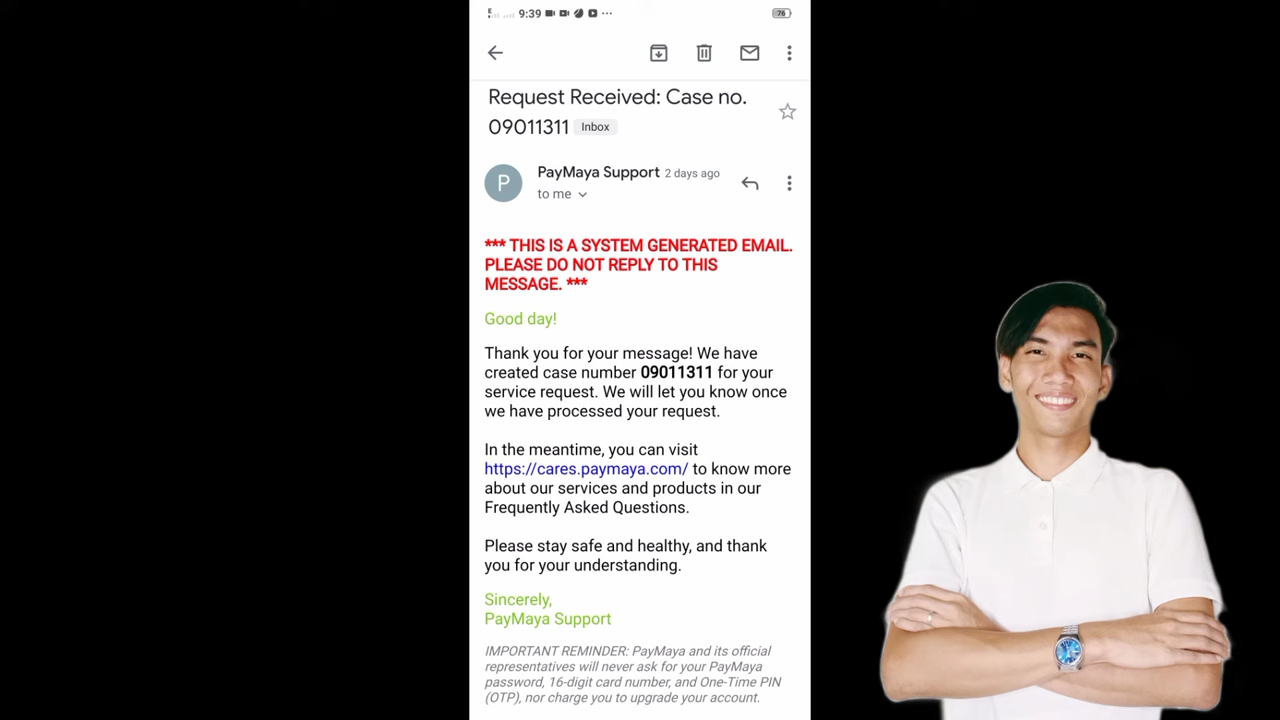 9:39 76
Request Received: Case no.
09011311 Inbox
P PayMaya Support 2 days ago
to me
*** THIS IS A SYSTEM GENERATED EMAIL.
PLEASE DO NOT REPLY TO THIS
MESSAGE. ***
Good day!
Thank you for your message! We have
created case number 09011311 for your
service request. We will let you know once
we have processed your request.
In the meantime, you can visit
https://cares.paymaya.com/ to know more
about our services and products in our
Frequently Asked Questions.
Please stay safe and healthy, and thank
you for your understanding.
Sincerely,
PayMaya Support
IMPORTANT REMINDER: PayMaya and its official
representatives will never ask for your PayMaya
password, 16-digit card number, and One-Time PIN
(OTP), nor charge you to upgrade your account.